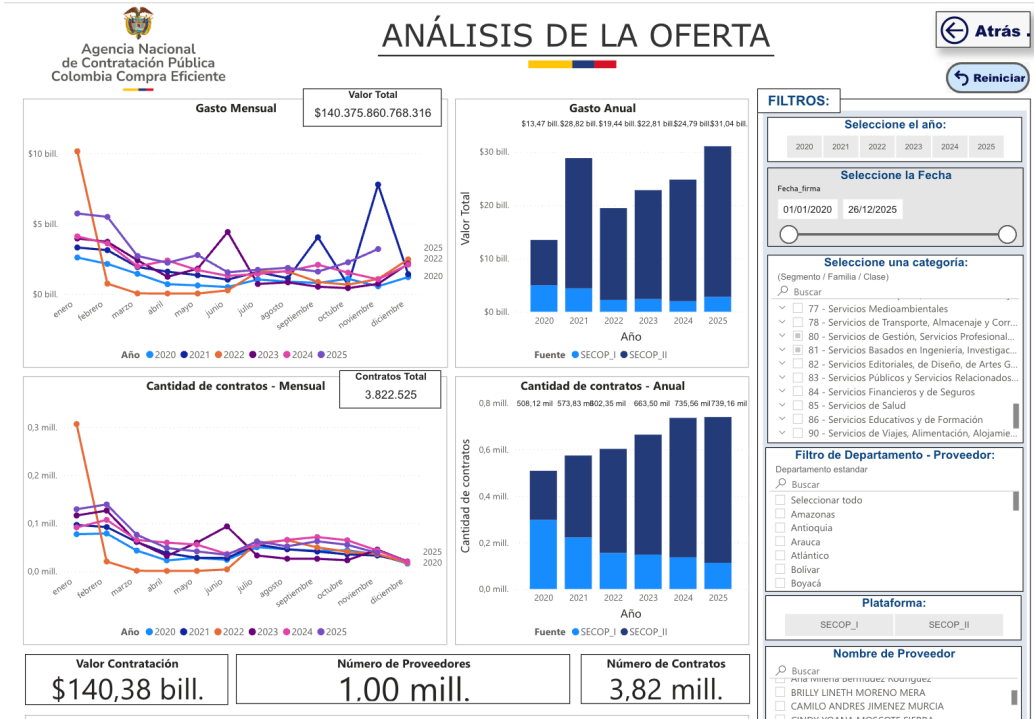 Agencia Nacional
de Contratación Pública
Colombia Compra Eficiente
ANÁLISIS DE LA OFERTA
Atrás .
Reiniciar
Gasto Mensual
Valor Total
$140.375.860.768.316
$10 bill.
$5 bill.
$0 bill.
enero
febrero
marzo
abril
mayo
junio
julio
agosto
septiembre
octubre
noviembre
diciembre
2025
2022
2020
Año 2020 2021 2022 2023 2024 2025
Gasto Anual
$13,47 bill. $28,82 bill. $19,44 bill. $22,81 bill. $24,79 bill. $31,04 bill.
Valor Total
$30 bill.
$20 bill.
$10 bill.
$0 bill.
2020 2021 2022 2023 2024 2025
Año
Fuente SECOP_I SECOP_II
Cantidad de contratos - Mensual
Contratos Total
3.822.525
0,3 mill.
0,2 mill.
0,1 mill.
0,0 mill.
enero
febrero
marzo
abril
mayo
junio
julio
agosto
septiembre
octubre
noviembre
diciembre
2025
2020
Año 2020 2021 2022 2023 2024 2025
Cantidad de contratos - Anual
508,12 mil 573,83 mil 602,35 mil 663,50 mil 735,56 mil 739,16 mil
Cantidad de contratos
0,8 mill.
0,6 mill.
0,4 mill.
0,2 mill.
0,0 mill.
2020 2021 2022 2023 2024 2025
Año
Fuente SECOP_I SECOP_II
Valor Contratación
$140,38 bill.
Número de Proveedores
1,00 mill.
Número de Contratos
3,82 mill.
FILTROS:
Seleccione el año:
2020 2021 2022 2023 2024 2025
Seleccione la Fecha
Fecha_firma
01/01/2020 26/12/2025
Seleccione una categoría:
(Segmento / Familia / Clase)
Buscar
77 - Servicios Medioambientales
78 - Servicios de Transporte, Almacenaje y Corr...
80 - Servicios de Gestión, Servicios Profesional...
81 - Servicios Basados en Ingeniería, Investigac...
82 - Servicios Editoriales, de Diseño, de Artes G...
83 - Servicios Públicos y Servicios Relacionados...
84 - Servicios Financieros y de Seguros
85 - Servicios de Salud
86 - Servicios Educativos y de Formación
90 - Servicios de Viajes, Alimentación, Alojamie...
Filtro de Departamento - Proveedor:
Departamento estandar
Buscar
Seleccionar todo
Amazonas
Antioquia
Arauca
Atlántico
Bolívar
Boyacá
Plataforma:
SECOP_I SECOP_II
Nombre de Proveedor
Buscar
Ana Milena Bermudez Rodriguez
BRILLY LINETH MORENO MERA
CAMILO ANDRES JIMENEZ MURCIA